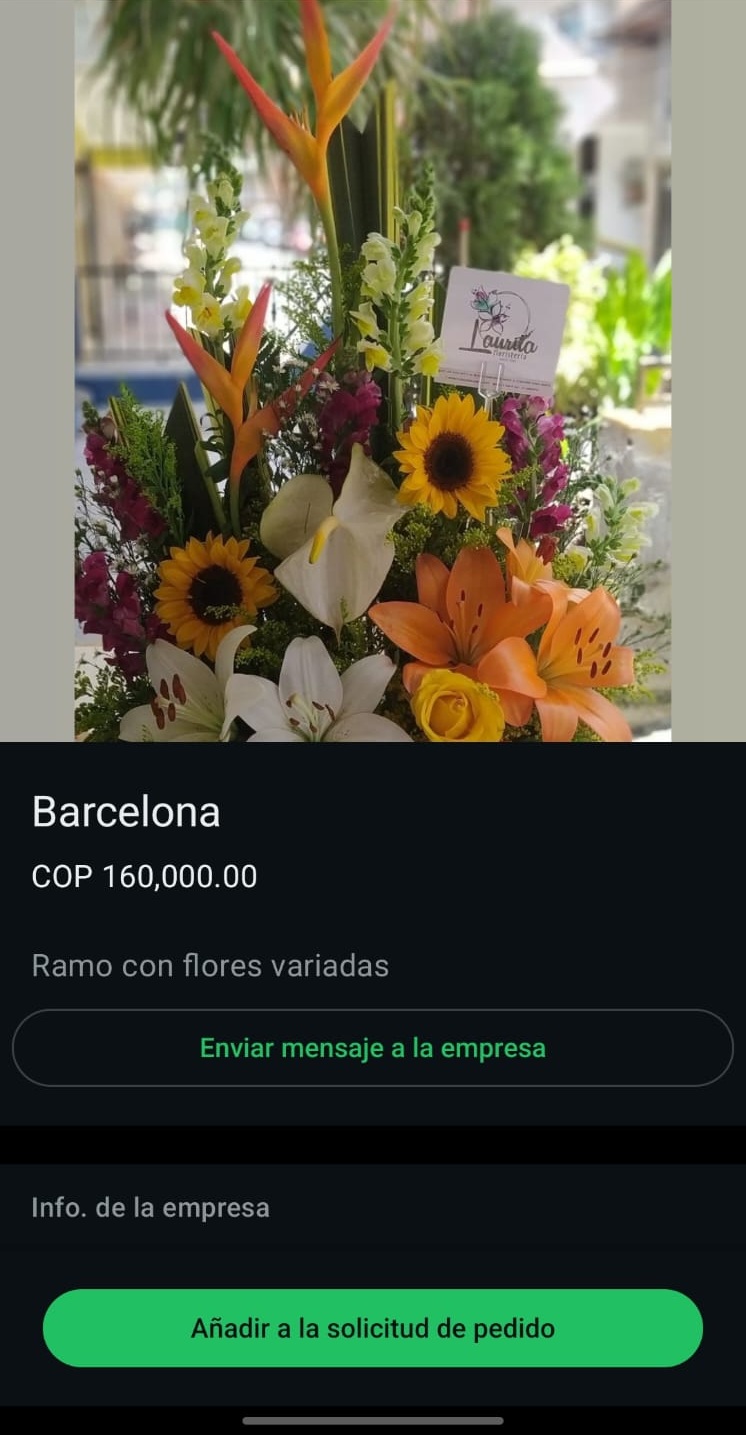 Laurita
floristería
Barcelona
COP 160,000.00
Ramo con flores variadas
Enviar mensaje a la empresa
Info. de la empresa
Añadir a la solicitud de pedido